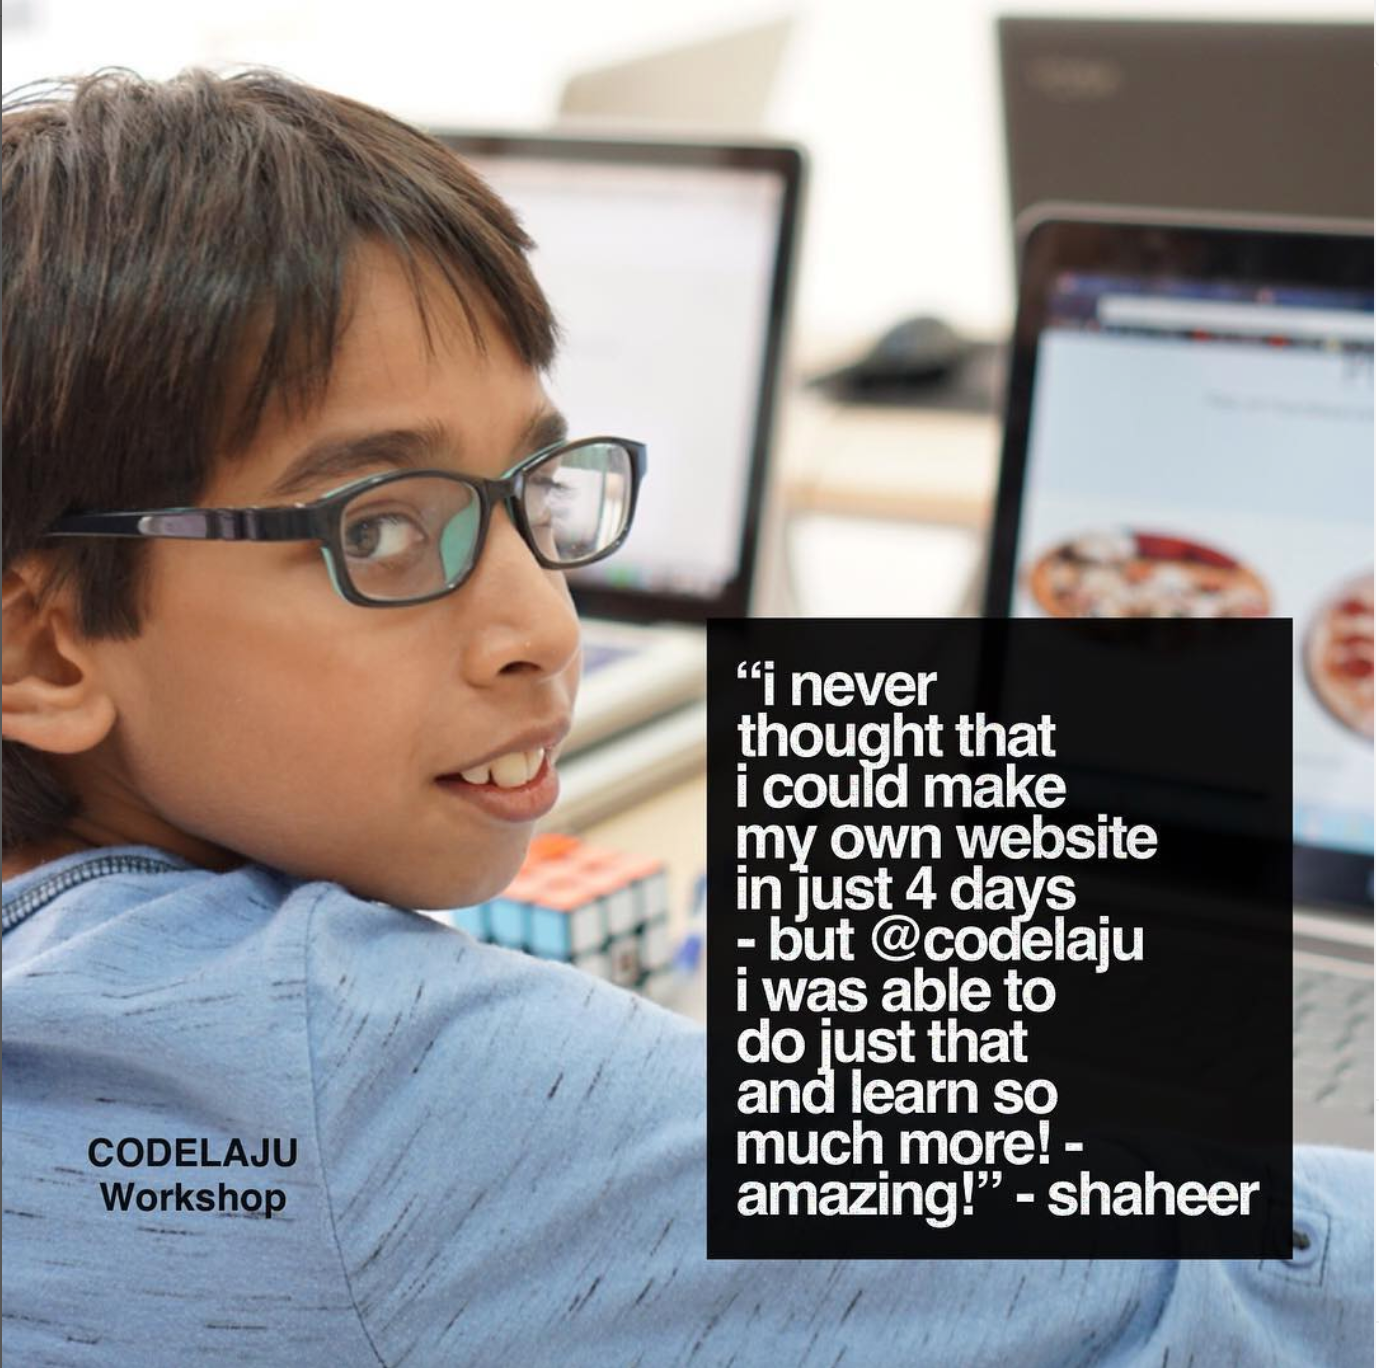 “i never
thought that
i could make
my own website
in just 4 days
- but @codelaju
i was able to
do just that
and learn so
much more! -
amazing!” - shaheer
CODELAJU
Workshop